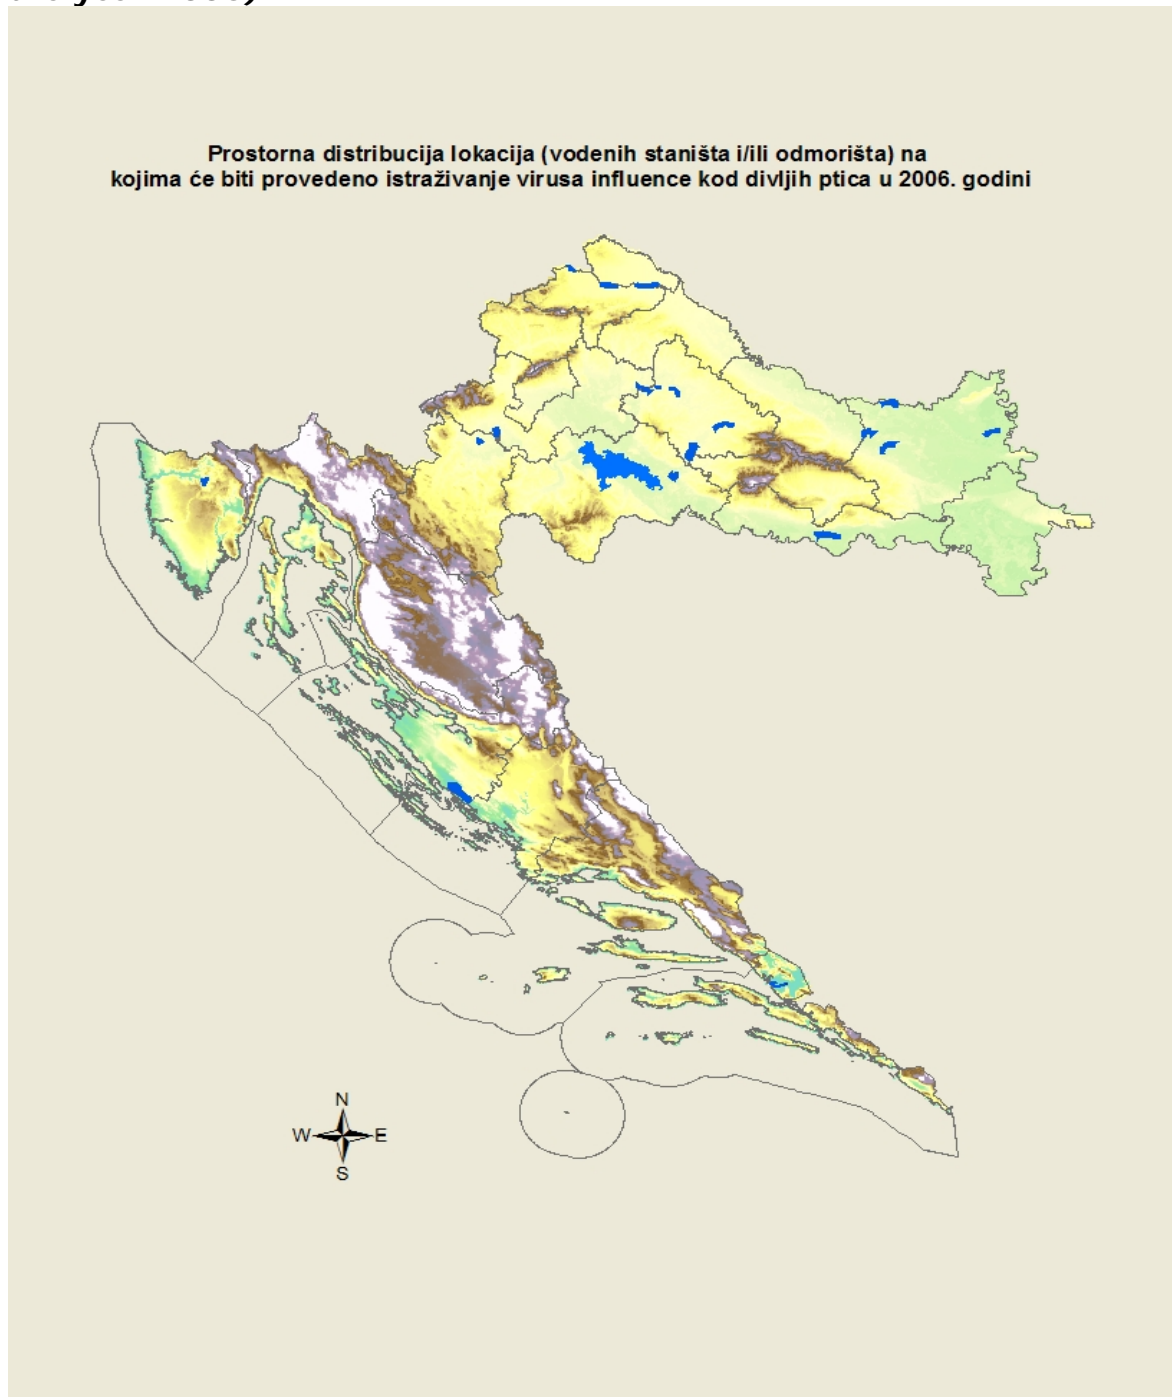 Prostorna distribucija lokacija (vodenih staništa i/ili odmorišta) na
kojima će biti provedeno istraživanje virusa influence kod divljih ptica u 2006. godini
N
W E
S